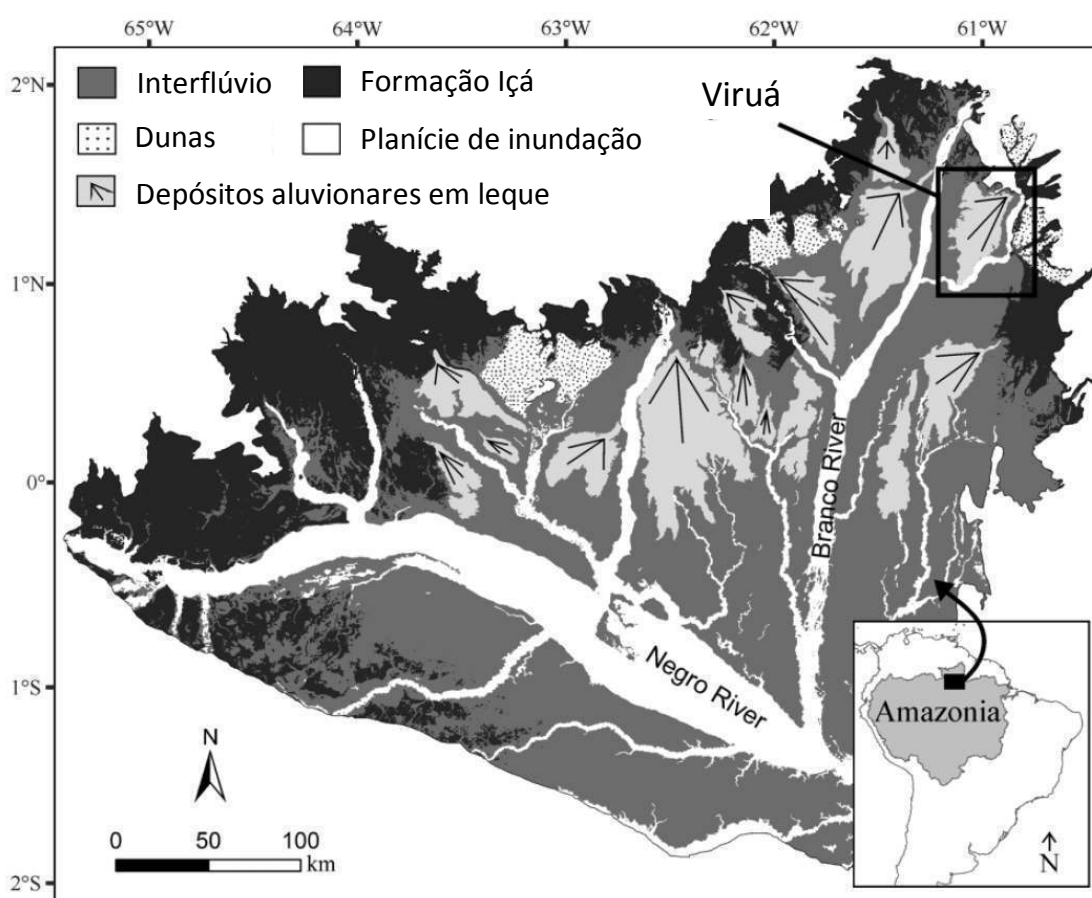 65°W 64°W 63°W 62°W 61°W
2°N
Interflúvio Formação Içá
Viruá
Dunas Planície de inundação
Depósitos aluvionares em leque
1°N
0°
Branco River
Negro River
1°S
Amazonia
N
0 50 100
km
N
2°S